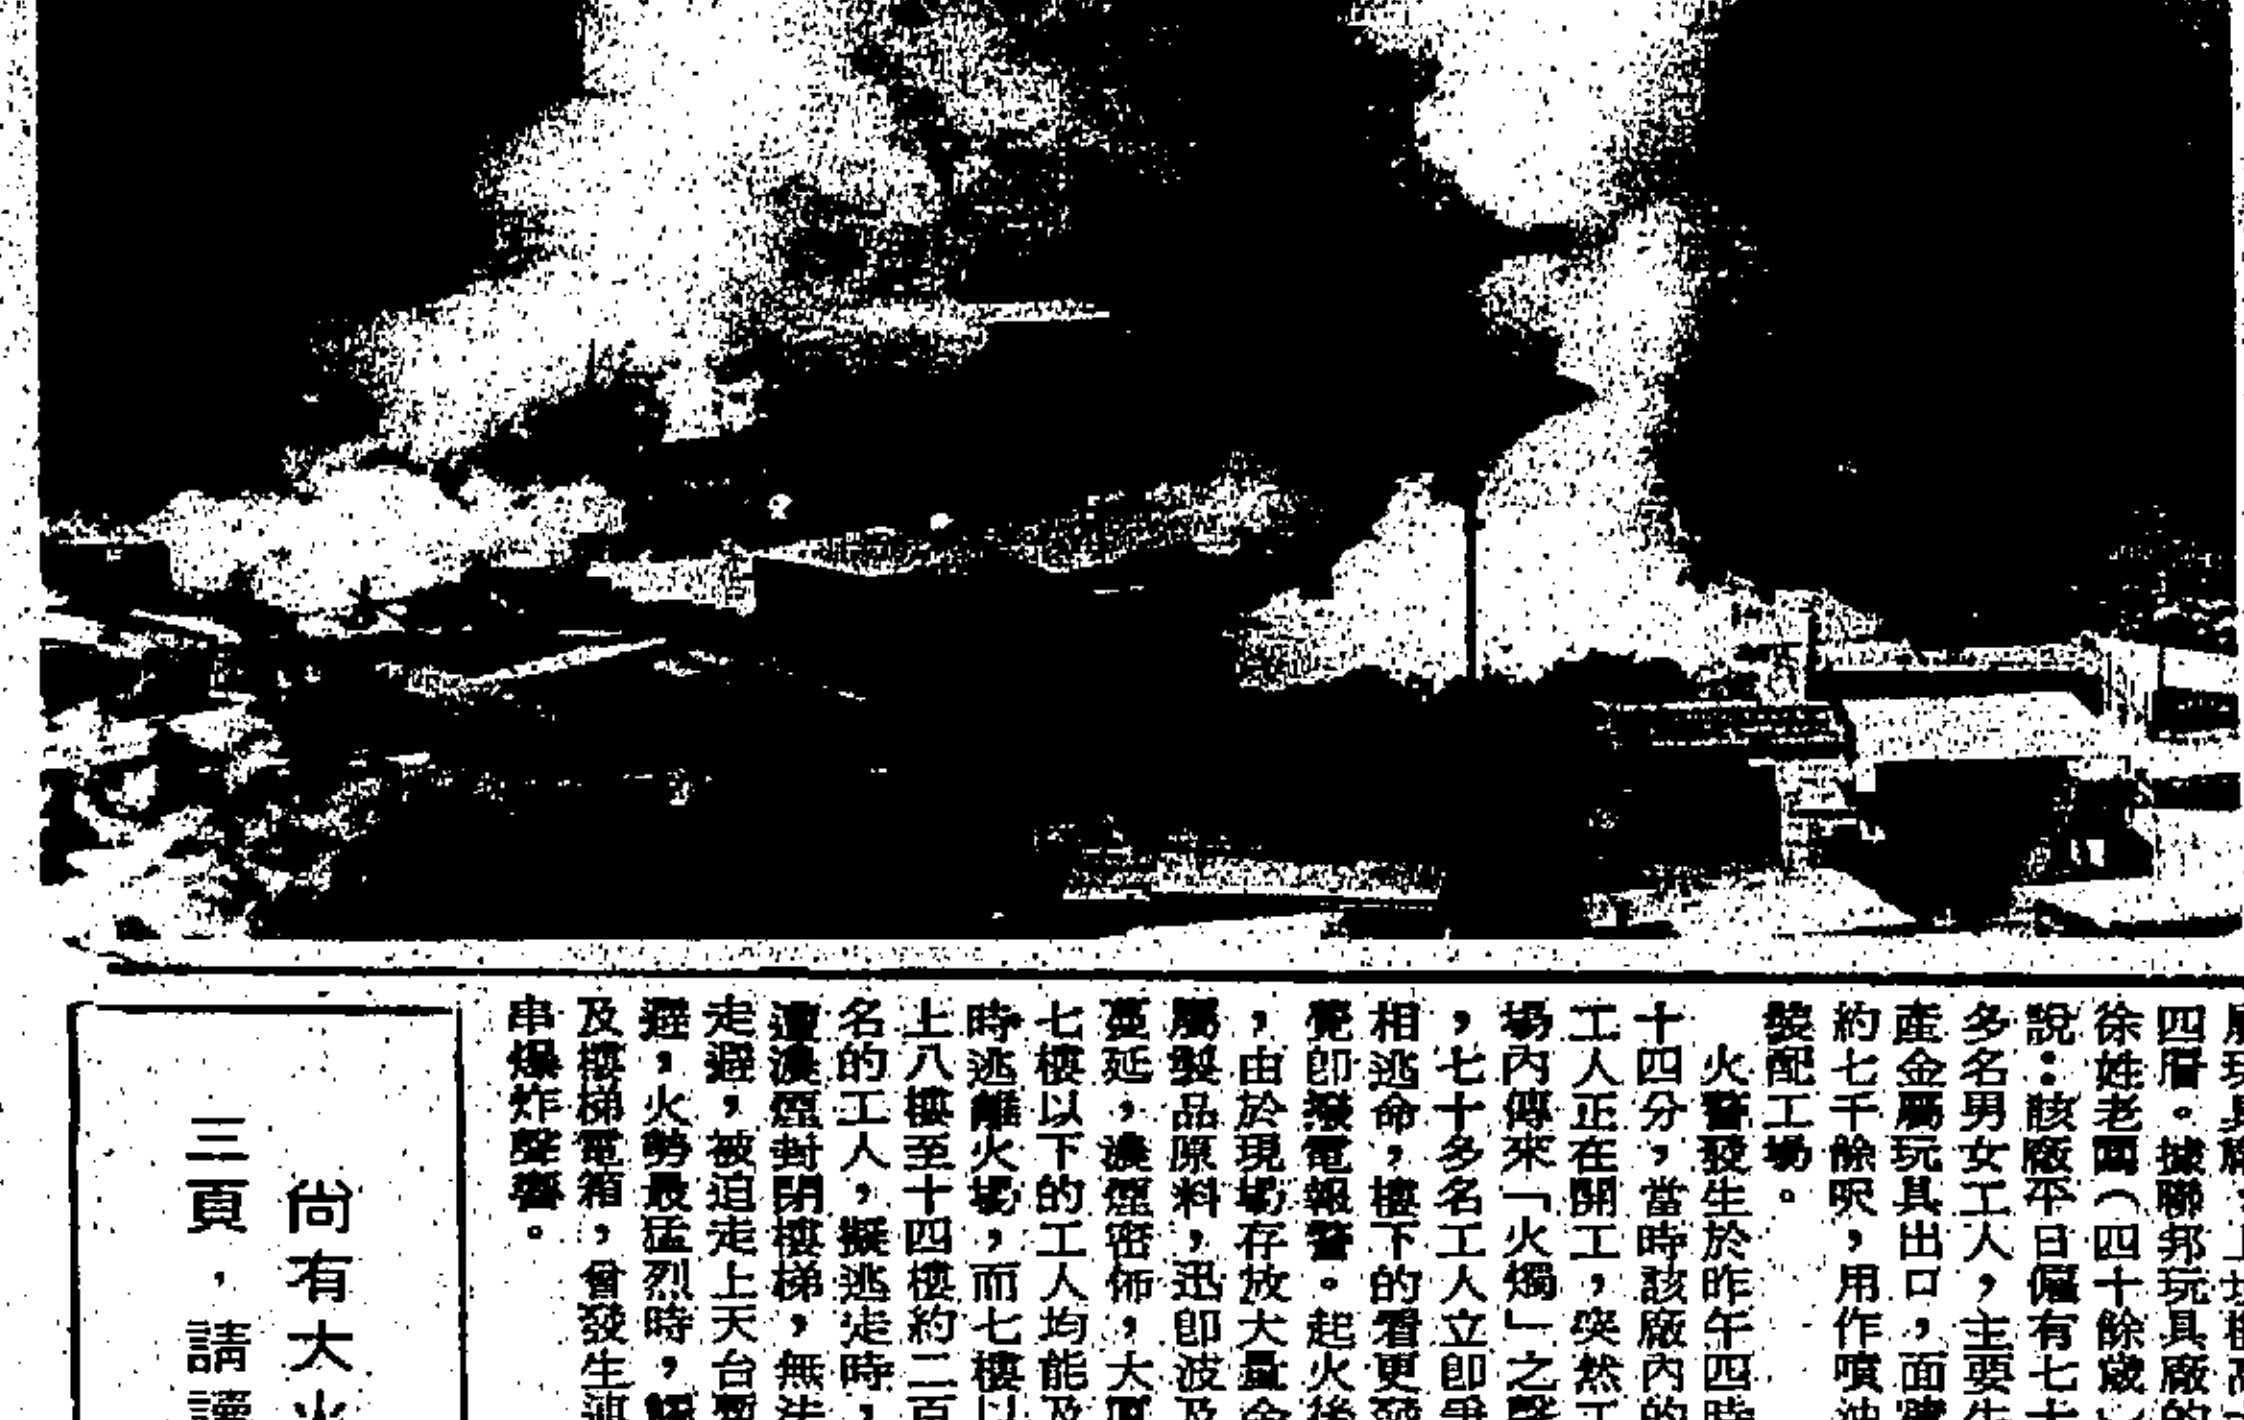 四層。據聯邦玩具廠的
徐姓老闆(四十餘歲
說:該廠平日僱有七十
多名男女工人,主要生
產金屬玩具出口,面積
約七千餘呎,用作噴油
裝配工場。
火警發生於昨午四時
十四分,當時該廠內的
工人正在開工,突然工
場內傳來「火燭」之聲
,七十多名工人立即爭
相逃命,樓下的看更發
覺即撥電報警。起火後
,由於現場存放大量金
屬製品原料,迅即波及
蔓延,濃煙密佈,大厦
七樓以下的工人均能及
時逃離火場,而七樓以
上八樓至十四樓約二百
名的工人,擬逃走時,
遭濃煙封閉樓梯,無法
走避,被迫走上天台暫
避,火勢最猛烈時,觸
及樓梯電箱,曾發生連
串爆炸聲響。
尚有大火
三頁,請讀